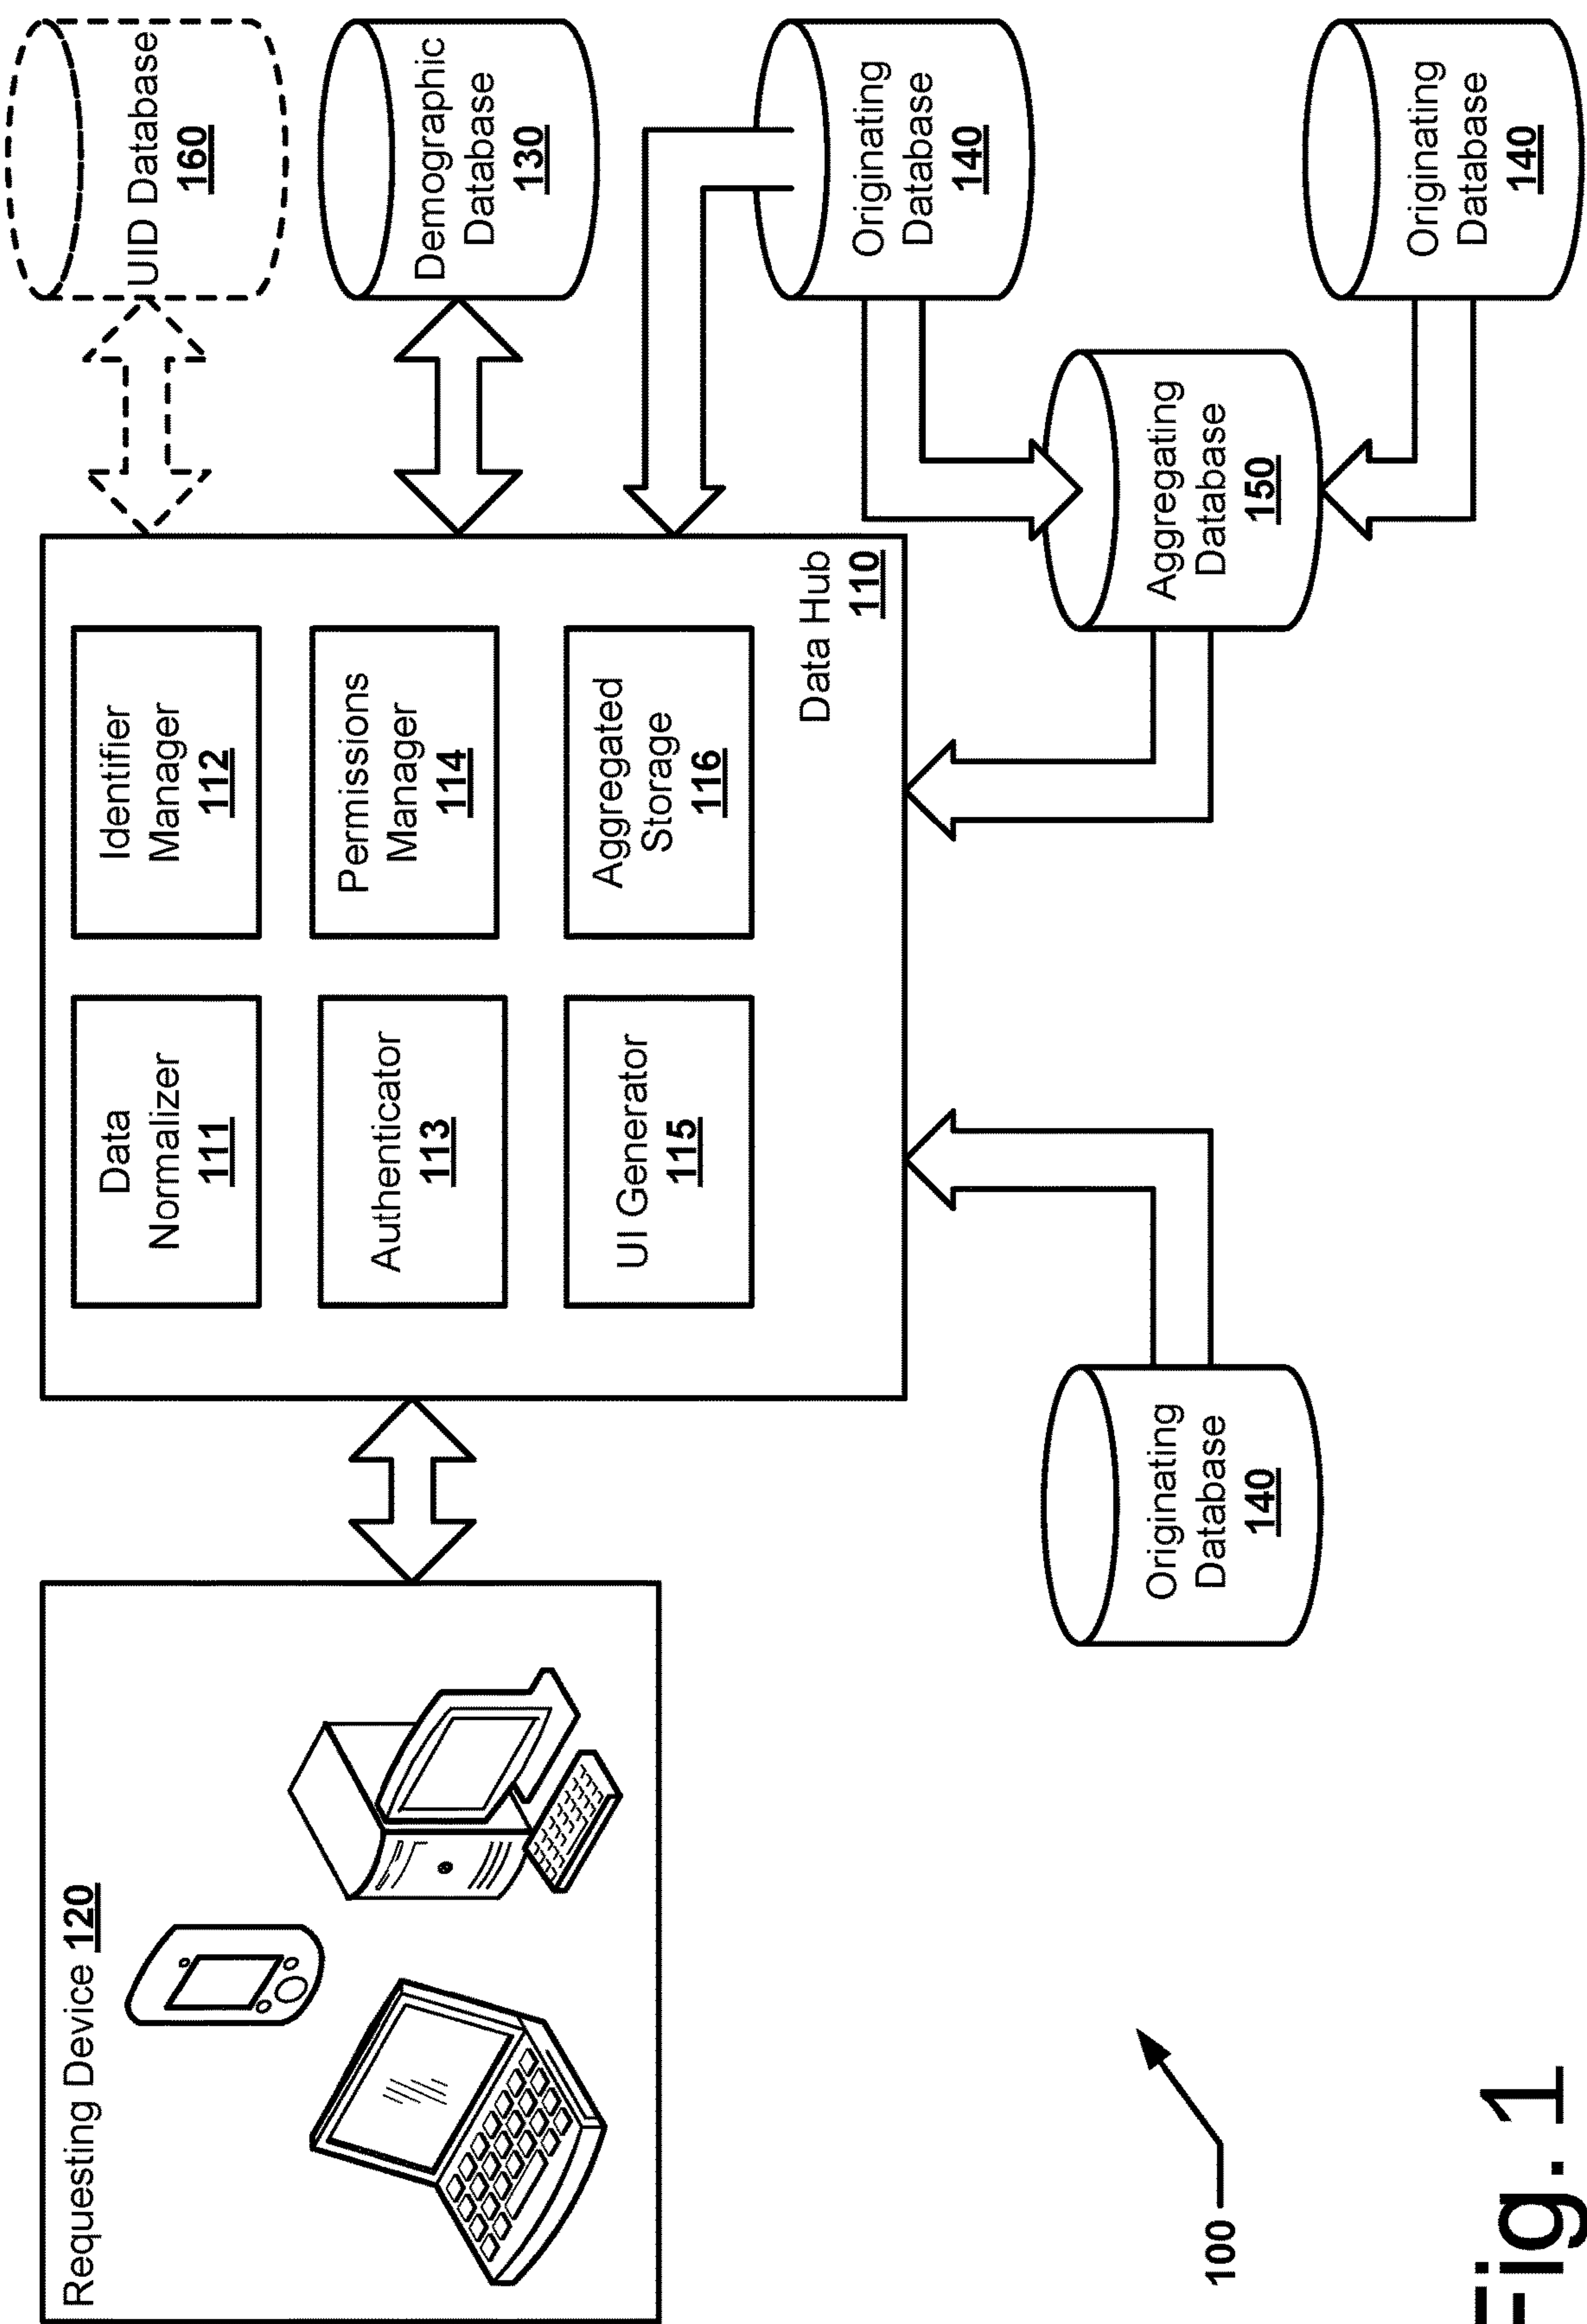 Requesting Device 120
Data
Normalizer
111
Identifier
Manager
112
Authenticator
113
Permissions
Manager
114
UI Generator
115
Aggregated
Storage
116
Data Hub
110
UID Database
160
Demographic
Database
130
Originating
Database
140
Originating
Database
140
Aggregating
Database
150
Originating
Database
140
100
Fig. 1